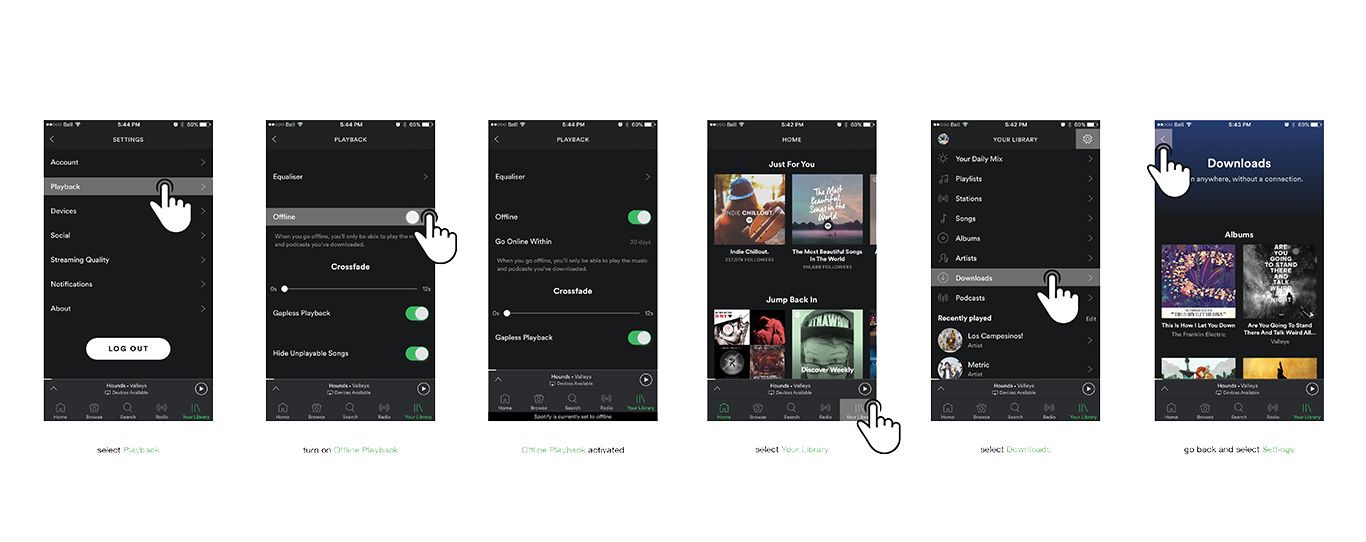 Bell 5:44 PM 69%
SETTINGS
Account
Playback
Devices
Social
Streaming Quality
Notifications
About
LOG OUT
Hounds • Valleys
Devices Available
Home Browse Search Radio Your Library
select Playback
Bell 5:44 PM 69%
PLAYBACK
Equaliser
Offline
When you go offline, you'll only be able to play the
and podcasts you've downloaded.
Crossfade
0s 12s
Gapless Playback
Hide Unplayable Songs
Hounds • Valleys
Devices Available
Home Browse Search Radio Your Library
turn on Offline Playback
Bell 5:44 PM 69%
PLAYBACK
Equaliser
Offline
Go Online Within 30 days
When you go offline, you'll only be able to play the music
and podcasts you've downloaded.
Crossfade
0s 12s
Gapless Playback
Hounds • Valleys
Devices Available
Home Browse Search Radio Your Library
Spotify is currently set to offline
Offline Playback activated
Bell 5:42 PM 69%
HOME
Just For You
INDIE CHILLOUT.
The Most
Beautiful
Songs in the
World
Indie Chillout.
FOLLOWERS
The Most Beautiful Songs
In The World
FOLLOWERS
Jump Back In
Discover Weekly
Hounds • Valleys
Devices Available
Home Browse Search Radio Your Library
select Your Library
Bell 5:42 PM 69%
YOUR LIBRARY
Your Daily Mix
Playlists
Stations
Songs
Albums
Artists
Downloads
Podcasts
Recently played Edit
Los Campesinos!
Artist
Metric
Artist
Hounds • Valleys
Devices Available
Home Browse Search Radio Your Library
select Downloads
Bell 5:43 PM 69%
Downloads
n anywhere, without a connection.
Albums
ARE
YOU
GOING
TO STAND
THERE
AND TALK
WEIRD
ALL
NIGHT
This Is How I Let You Down
The Franklin Electric
Are You Going To Stand
There And Talk Weird All...
Valleys
Hounds • Valleys
Devices Available
Home Browse Search Radio Your Library
go back and select Settings